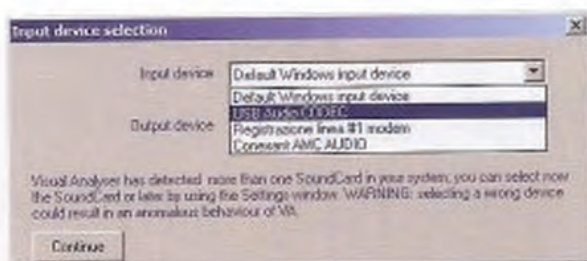 Input device selection
Input device
Default Windows input device
Default Windows input device
USB Audio CODEC
Output device
Registrazione linea #1 modem
Conexant AMC AUDIO
Visual Analyser has detected more than one SoundCard in your system; you can select now
the SoundCard or later by using the Settings window. WARNING: selecting a wrong device
could result in an anomalous behaviour of VA.
Continue